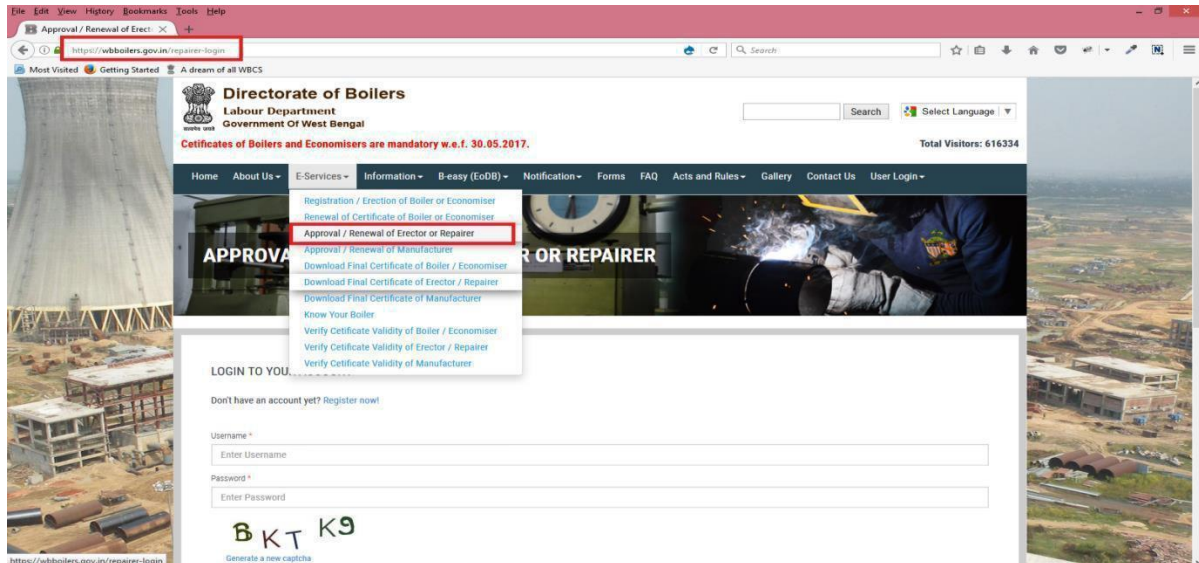 File Edit View History Bookmarks Tools Help
Approval / Renewal of Erect
https://wbboilers.gov.in/repairer-login
Search
Most Visited Getting Started A dream of all WBCS
Directorate of Boilers
Labour Department
Government Of West Bengal
Search Select Language
Cetificates of Boilers and Economisers are mandatory w.e.f. 30.05.2017. Total Visitors: 616334
Home About Us E-Services Information B-easy (EoDB) Notification Forms FAQ Acts and Rules Gallery Contact Us User Login
Registration / Erection of Boiler or Economiser
Renewal of Certificate of Boiler or Economiser
Approval / Renewal of Erector or Repairer
Approval / Renewal of Manufacturer
Download Final Certificate of Boiler / Economiser
Download Final Certificate of Erector / Repairer
Download Final Certificate of Manufacturer
Know Your Boiler
Verify Cetificate Validity of Boiler / Economiser
Verify Cetificate Validity of Erector / Repairer
Verify Cetificate Validity of Manufacturer
APPROVA R OR REPAIRER
LOGIN TO YOU
Don't have an account yet? Register now!
Username *
Enter Username
Password *
Enter Password
B K T K9
Generate a new captcha
https://wbboilers.gov.in/repairer-login